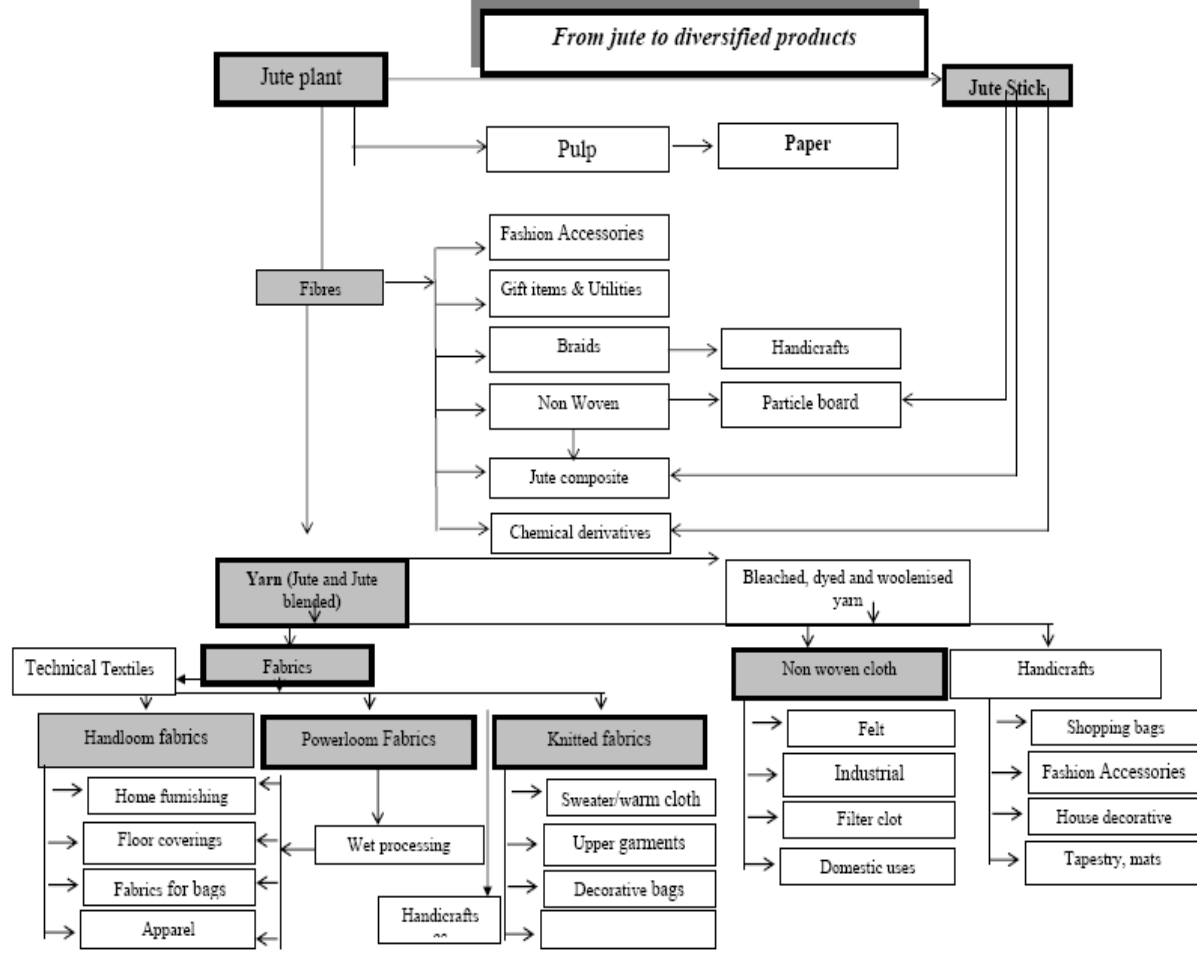 From jute to diversified products
Jute plant
Jute Stick
Pulp
Paper
Fashion Accessories
Fibres
Gift items & Utilities
Braids
Handicrafts
Non Woven
Particle board
Jute composite
Chemical derivatives
Yarn (Jute and Jute
blended)
Bleached, dyed and woolenised
yarn
Technical Textiles
Fabrics
Non woven cloth
Handicrafts
Handloom fabrics
Powerloom Fabrics
Knitted fabrics
Felt
Shopping bags
Home furnishing
Sweater/warm cloth
Industrial
Fashion Accessories
Floor coverings
Wet processing
Upper garments
Filter clot
House decorative
Fabrics for bags
Decorative bags
Domestic uses
Tapestry, mats
Apparel
Handicrafts